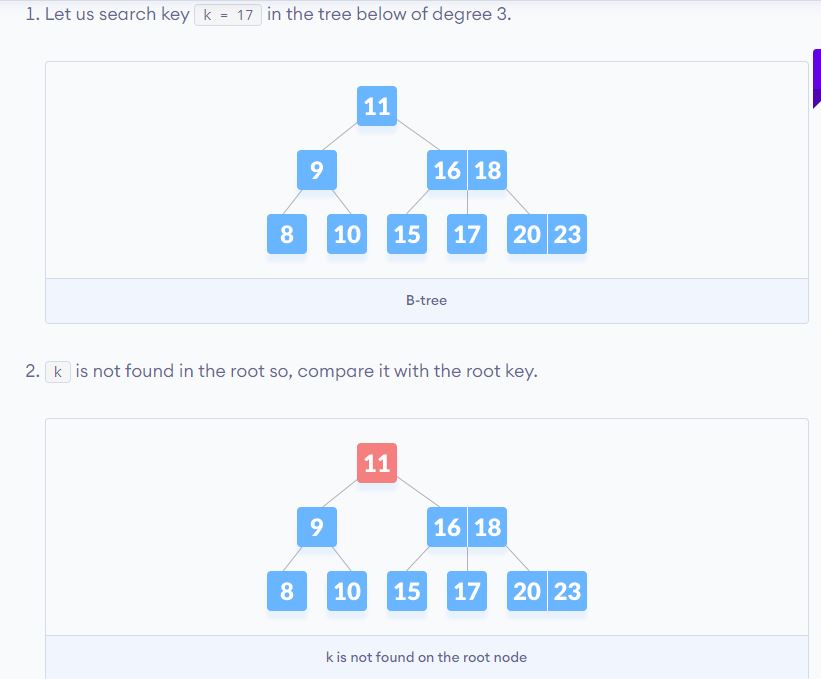 1. Let us search key k = 17 in the tree below of degree 3.
11
9 16 18
8 10 15 17 20 23
B-tree
2. k is not found in the root so, compare it with the root key.
11
9 16 18
8 10 15 17 20 23
k is not found on the root node